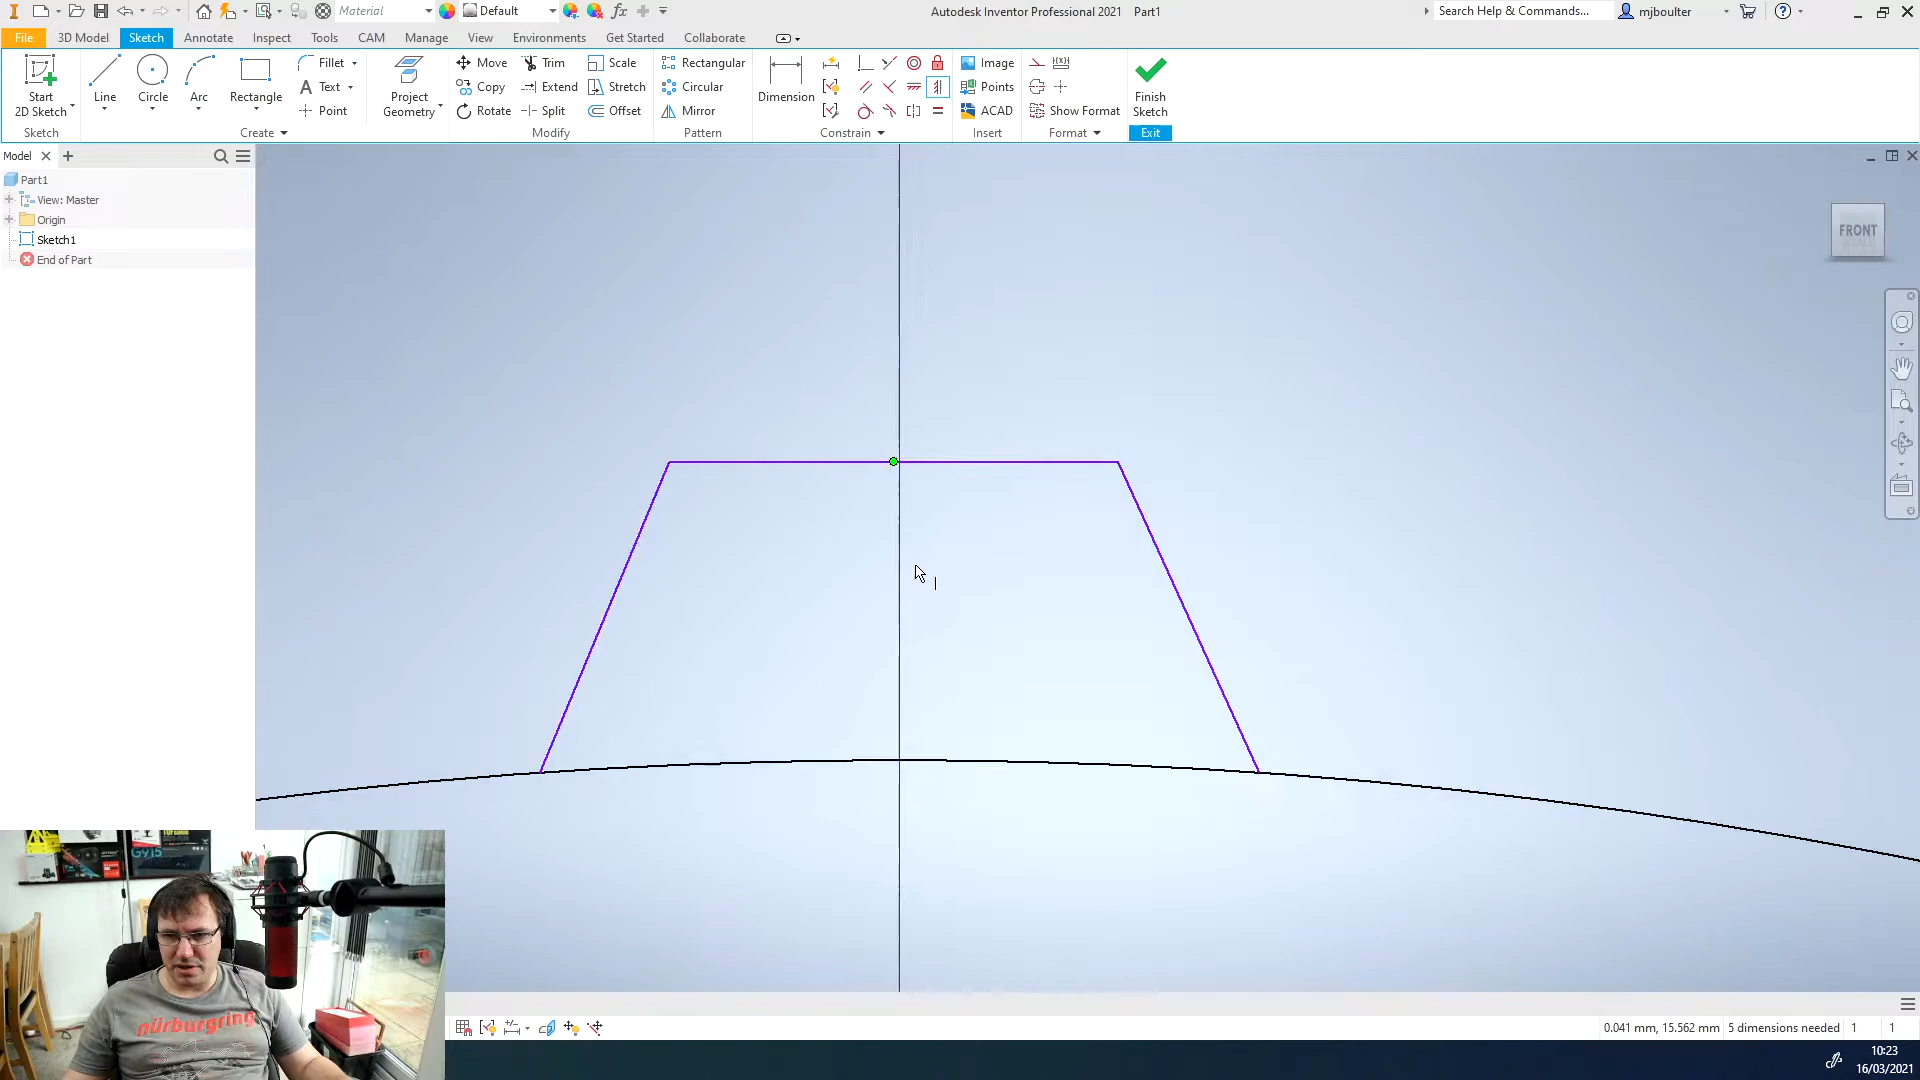 Material Default fx Autodesk Inventor Professional 2021 Part1 Search Help & Commands... mjboulter
File 3D Model Sketch Annotate Inspect Tools CAM Manage View Environments Get Started Collaborate
Start 2D Sketch
Line
Circle
Arc
Rectangle
Fillet
Text
Point
Project Geometry
Move Trim Scale
Copy Extend Stretch
Rotate Split Offset
Rectangular
Circular
Mirror
Dimension
Image
Points
ACAD
Show Format
Finish Sketch
Sketch Create Modify Pattern Constrain Insert Format Exit
Model
Part1
View: Master
Origin
Sketch1
End of Part
FRONT
G915
nürburgring
0.041 mm, 15.562 mm 5 dimensions needed 1 1
10:23
16/03/2021